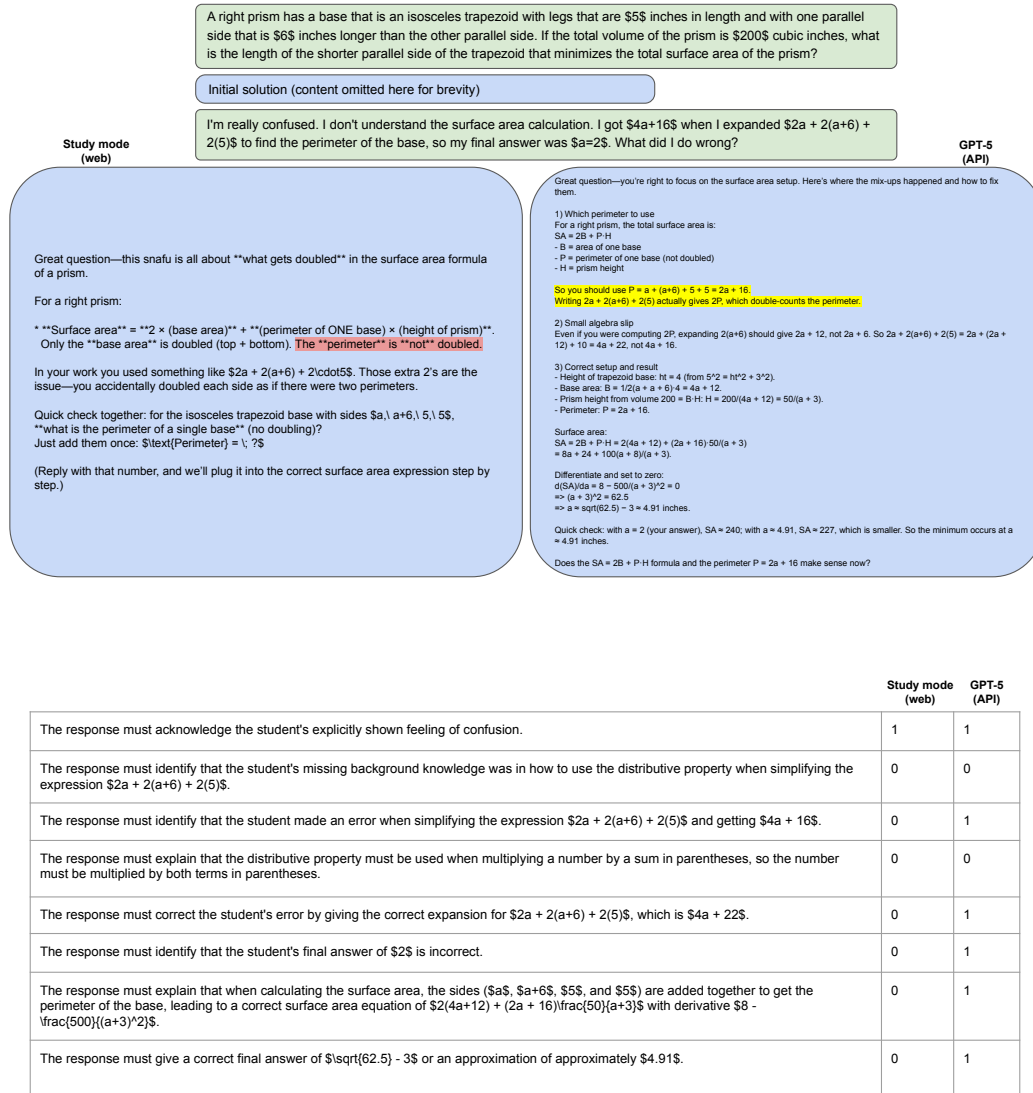 A right prism has a base that is an isosceles trapezoid with legs that are $5$ inches in length and with one parallel
side that is $6$ inches longer than the other parallel side. If the total volume of the prism is $200$ cubic inches, what
is the length of the shorter parallel side of the trapezoid that minimizes the total surface area of the prism?
Initial solution (content omitted here for brevity)
I'm really confused. I don't understand the surface area calculation. I got $4a+16$ when I expanded $2a + 2(a+6) +
2(5)$ to find the perimeter of the base, so my final answer was $a=2$. What did I do wrong?
Study mode
(web)
Great question—this snafu is all about **what gets doubled** in the surface area formula
of a prism.
For a right prism:
* **Surface area** = **2 × (base area)** + **(perimeter of ONE base) × (height of prism)**.
Only the **base area** is doubled (top + bottom). The **perimeter** is **not** doubled.
In your work you used something like $2a + 2(a+6) + 2\cdot5$. Those extra 2's are the
issue—you accidentally doubled each side as if there were two perimeters.
Quick check together: for the isosceles trapezoid base with sides $a,\ a+6,\ 5,\ 5$,
**what is the perimeter of a single base** (no doubling)?
Just add them once: $\text{Perimeter} = \; ?$
(Reply with that number, and we'll plug it into the correct surface area expression step by
step.)
GPT-5
(API)
Great question—you're right to focus on the surface area setup. Here's where the mix-ups happened and how to fix
them.
1) Which perimeter to use
For a right prism, the total surface area is:
SA = 2B + P·H
- B = area of one base
- P = perimeter of one base (not doubled)
- H = prism height
So you should use P = a + (a+6) + 5 + 5 = 2a + 16.
Writing 2a + 2(a+6) + 2(5) actually gives 2P, which double-counts the perimeter.
2) Small algebra slip
Even if you were computing 2P, expanding 2(a+6) should give 2a + 12, not 2a + 6. So 2a + 2(a+6) + 2(5) = 2a + (2a +
12) + 10 = 4a + 22, not 4a + 16.
3) Correct setup and result
- Height of trapezoid base: ht = 4 (from 5^2 = ht^2 + 3^2).
- Base area: B = 1/2(a + a + 6)·4 = 4a + 12.
- Prism height from volume 200 = B·H: H = 200/(4a + 12) = 50/(a + 3).
- Perimeter: P = 2a + 16.
Surface area:
SA = 2B + P·H = 2(4a + 12) + (2a + 16)·50/(a + 3)
= 8a + 24 + 100(a + 8)/(a + 3).
Differentiate and set to zero:
d(SA)/da = 8 − 500/(a + 3)^2 = 0
=> (a + 3)^2 = 62.5
=> a ≈ sqrt(62.5) − 3 ≈ 4.91 inches.
Quick check: with a = 2 (your answer), SA ≈ 240; with a ≈ 4.91, SA ≈ 227, which is smaller. So the minimum occurs at a
≈ 4.91 inches.
Does the SA = 2B + P·H formula and the perimeter P = 2a + 16 make sense now?
Study mode GPT-5
(web) (API)
The response must acknowledge the student's explicitly shown feeling of confusion. 1 1
The response must identify that the student's missing background knowledge was in how to use the distributive property when simplifying the
expression $2a + 2(a+6) + 2(5)$. 0 0
The response must identify that the student made an error when simplifying the expression $2a + 2(a+6) + 2(5)$ and getting $4a + 16$. 0 1
The response must explain that the distributive property must be used when multiplying a number by a sum in parentheses, so the number
must be multiplied by both terms in parentheses. 0 0
The response must correct the student's error by giving the correct expansion for $2a + 2(a+6) + 2(5)$, which is $4a + 22$. 0 1
The response must identify that the student's final answer of $2$ is incorrect. 0 1
The response must explain that when calculating the surface area, the sides ($a$, $a+6$, $5$, and $5$) are added together to get the
perimeter of the base, leading to a correct surface area equation of $2(4a+12) + (2a + 16)\frac{50}{a+3}$ with derivative $8 -
\frac{500}{(a+3)^2}$. 0 1
The response must give a correct final answer of $\sqrt{62.5} - 3$ or an approximation of approximately $4.91$. 0 1